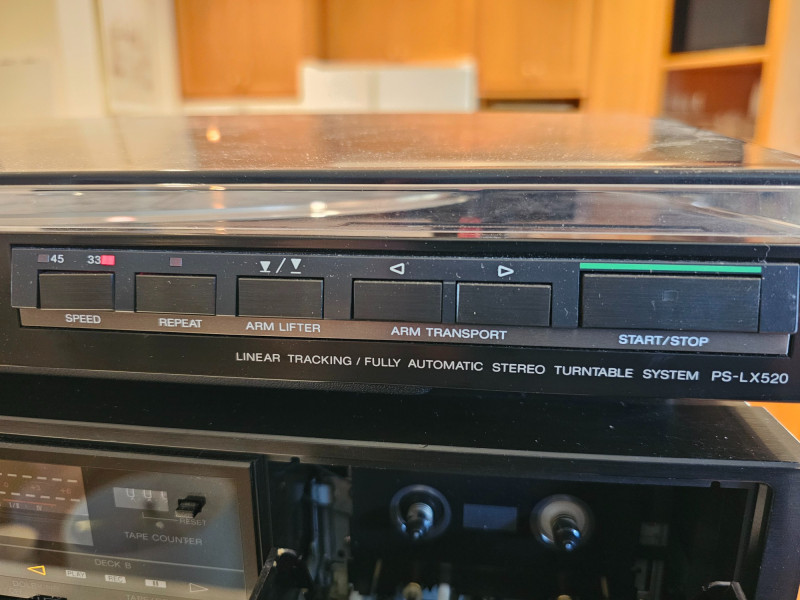 45 33
SPEED
REPEAT
ARM LIFTER
ARM TRANSPORT
START/STOP
LINEAR TRACKING / FULLY AUTOMATIC STEREO TURNTABLE SYSTEM PS-LX520
RESET
TAPE COUNTER
DECK B
PLAY
REC